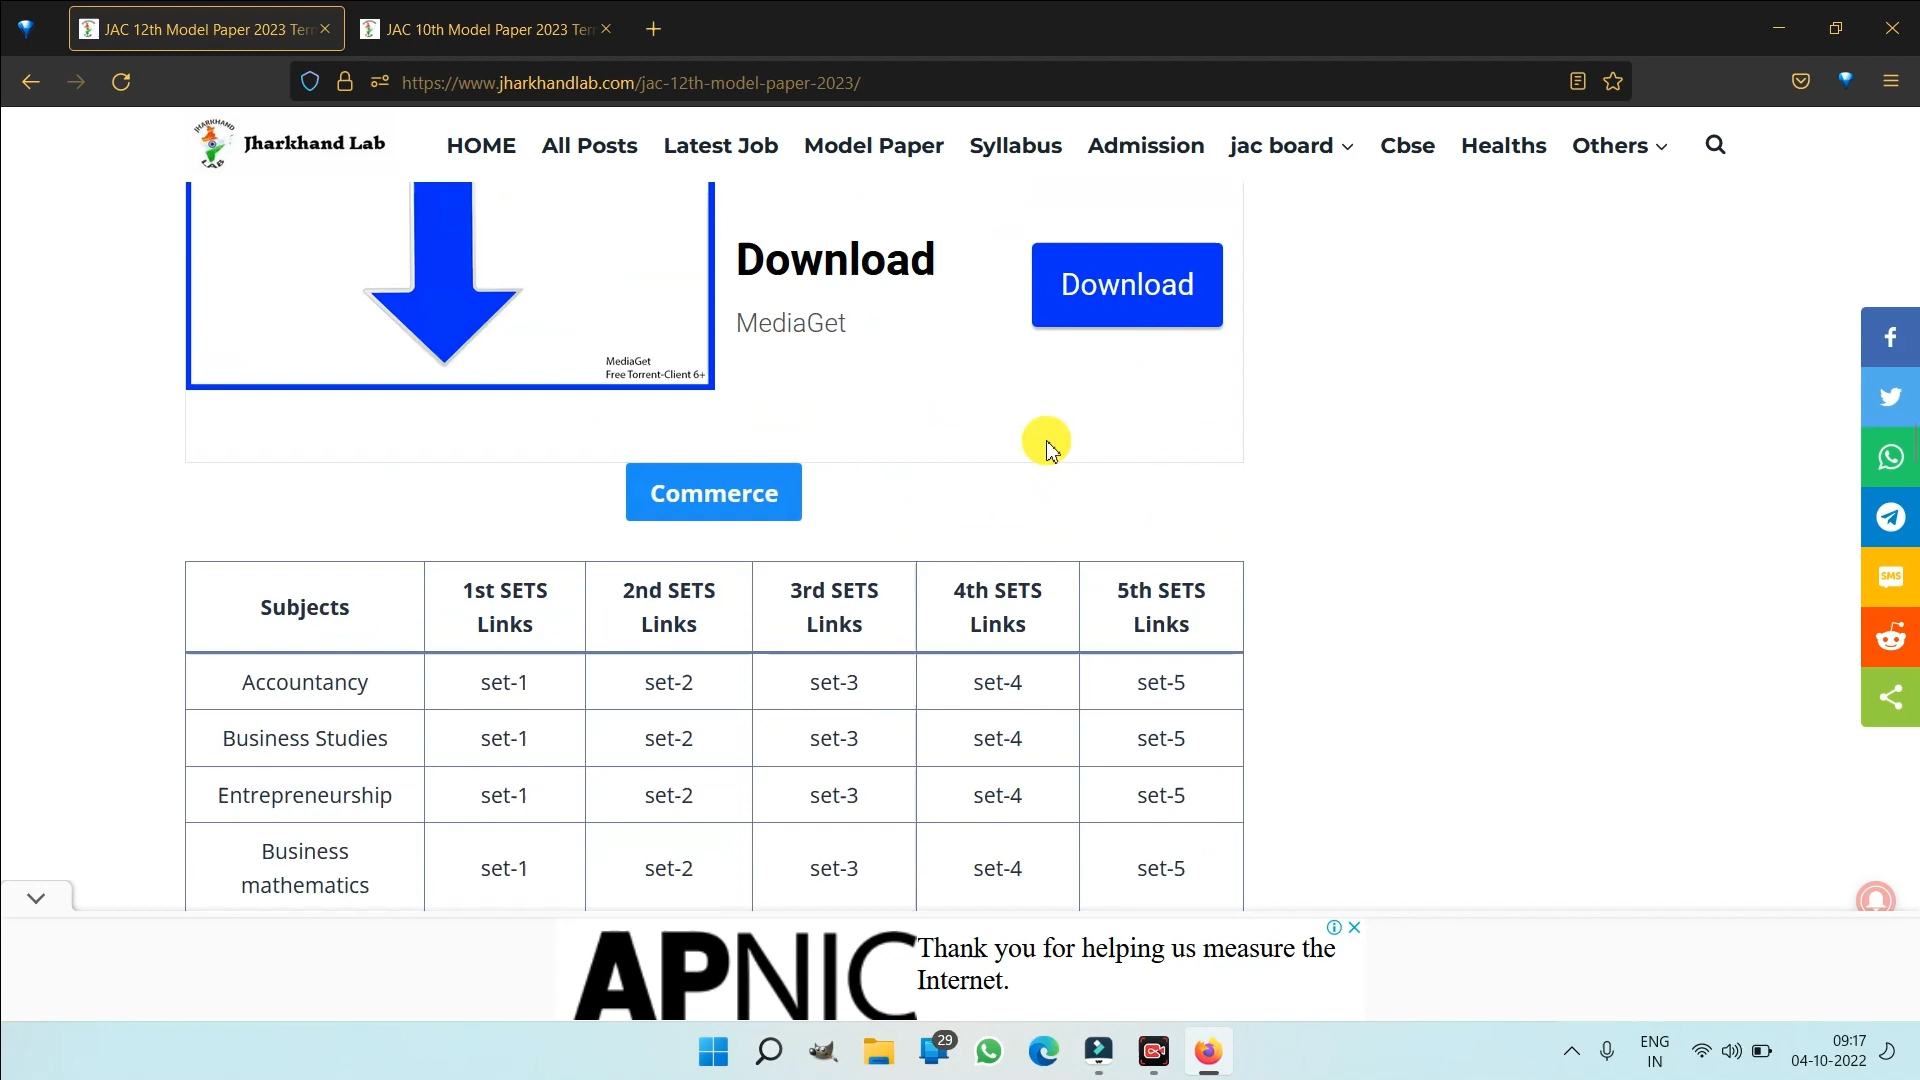 JAC 12th Model Paper 2023 Ter
JAC 10th Model Paper 2023 Ter
https://www.jharkhandlab.com/jac-12th-model-paper-2023/
JHARKHAND
LAB
Jharkhand Lab
HOME
All Posts
Latest Job
Model Paper
Syllabus
Admission
jac board
Cbse
Healths
Others
Download
MediaGet
Download
MediaGet
Free Torrent-Client 6+
Commerce
Subjects
1st SETS
Links
2nd SETS
Links
3rd SETS
Links
4th SETS
Links
5th SETS
Links
Accountancy set-1 set-2 set-3 set-4 set-5
Business Studies set-1 set-2 set-3 set-4 set-5
Entrepreneurship set-1 set-2 set-3 set-4 set-5
Business
mathematics
set-1 set-2 set-3 set-4 set-5
SMS
APNIC
Thank you for helping us measure the
Internet.
29
ENG
IN
09:17
04-10-2022